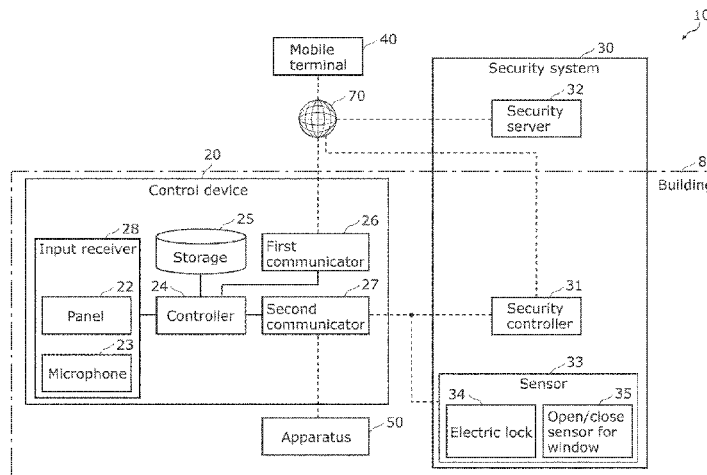 10
40
Mobile
terminal
30
Security system
70
32
Security
server
20
Control device
8
Building
28
Input receiver
25
Storage
26
First
communicator
22
Panel
24
Controller
27
Second
communicator
31
Security
controller
23
Microphone
33
Sensor
34
Electric lock
35
Open/close
sensor for
window
50
Apparatus